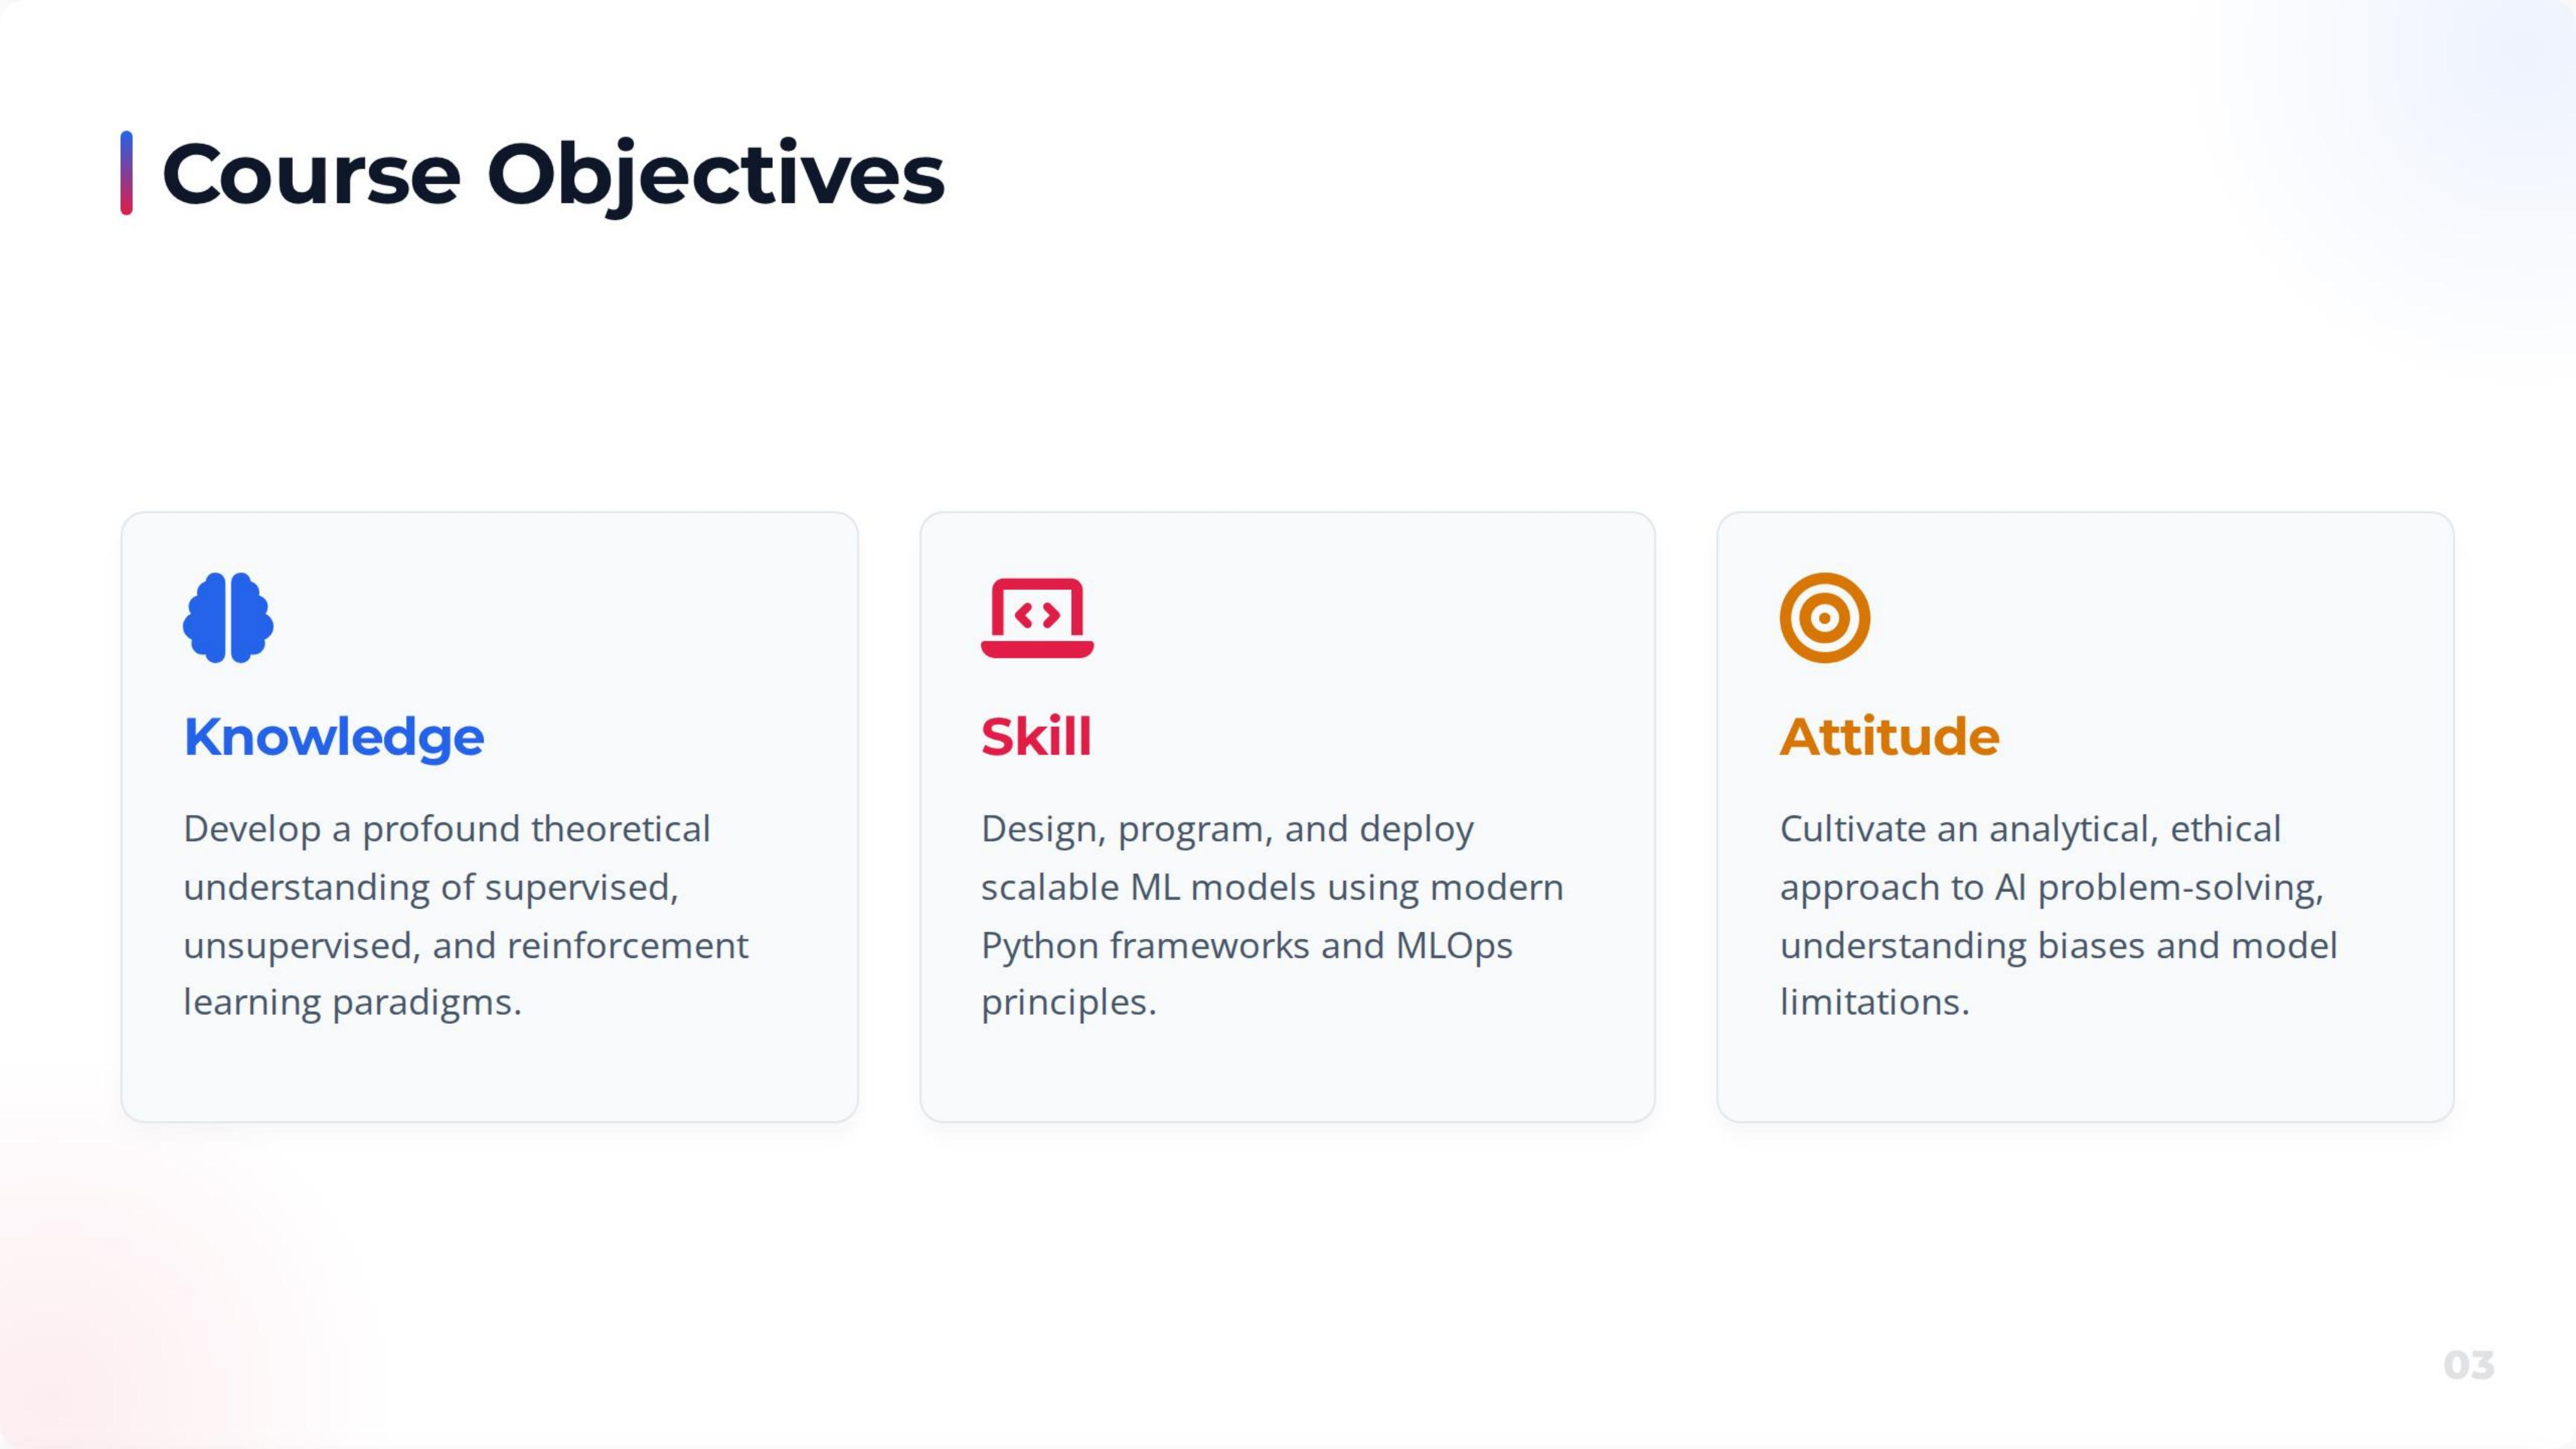 Course Objectives
Knowledge
Develop a profound theoretical
understanding of supervised,
unsupervised, and reinforcement
learning paradigms.
Skill
Design, program, and deploy
scalable ML models using modern
Python frameworks and MLOps
principles.
Attitude
Cultivate an analytical, ethical
approach to AI problem-solving,
understanding biases and model
limitations.
03